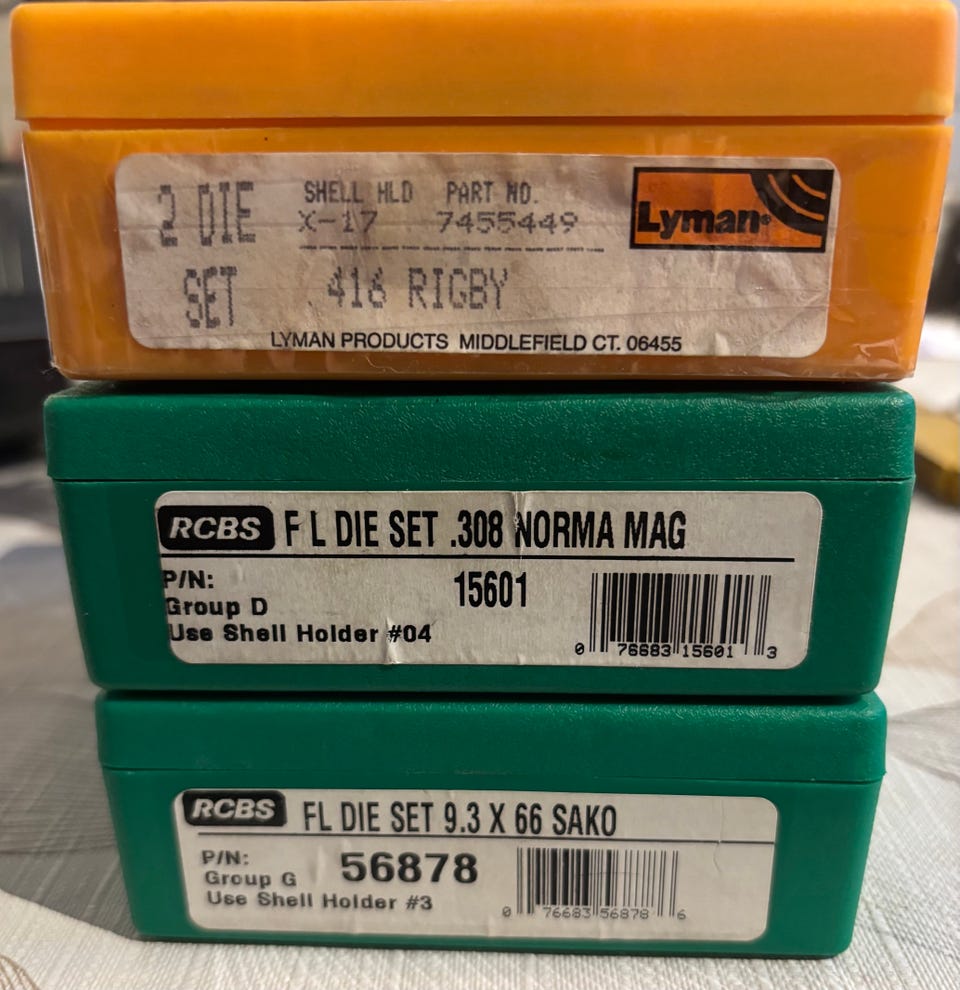 2 DIE SHELL HLD PART NO.
X-17 7455449
Lyman®
SET .416 RIGBY
LYMAN PRODUCTS MIDDLEFIELD CT. 06455
RCBS F L DIE SET .308 NORMA MAG
P/N: 15601
Group D
Use Shell Holder #04
0 76683 15601 3
RCBS FL DIE SET 9.3 X 66 SAKO
P/N: 56878
Group G
Use Shell Holder #3
0 76683 56878 6